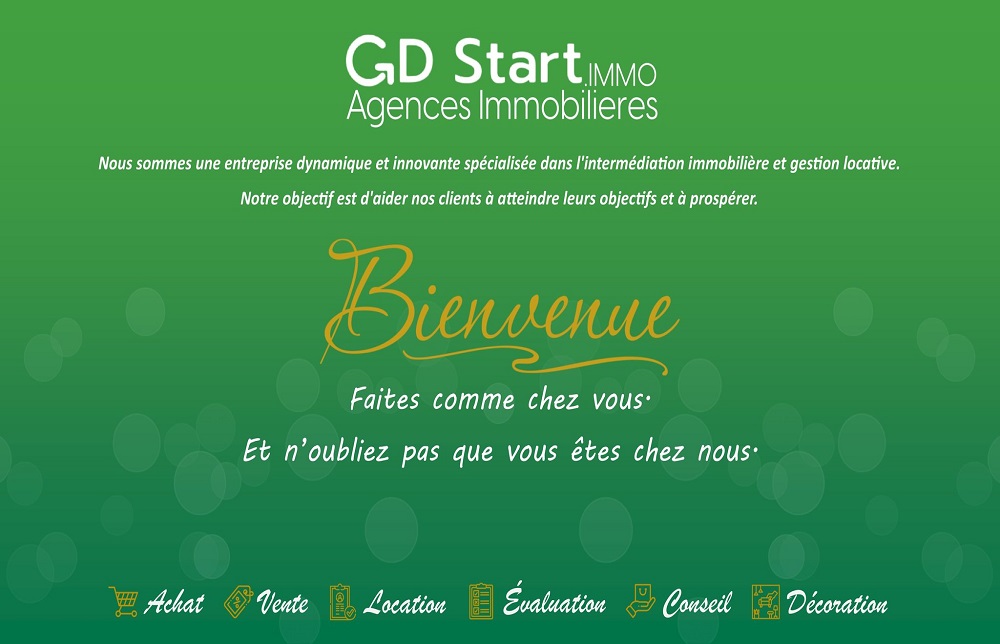 GD Start.IMMO
Agences Immobilieres
Nous sommes une entreprise dynamique et innovante spécialisée dans l'intermédiation immobilière et gestion locative.
Notre objectif est d'aider nos clients à atteindre leurs objectifs et à prospérer.
Bienvenue
Faites comme chez vous.
Et n’oubliez pas que vous êtes chez nous.
Achat Vente Location Évaluation Conseil Décoration